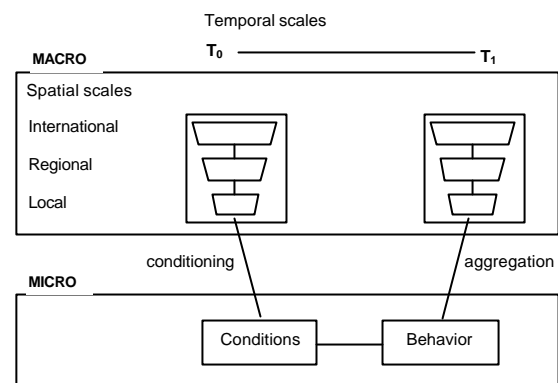 Temporal scales
T₀
T₁
MACRO
Spatial scales
International
Regional
Local
conditioning
aggregation
MICRO
Conditions
Behavior